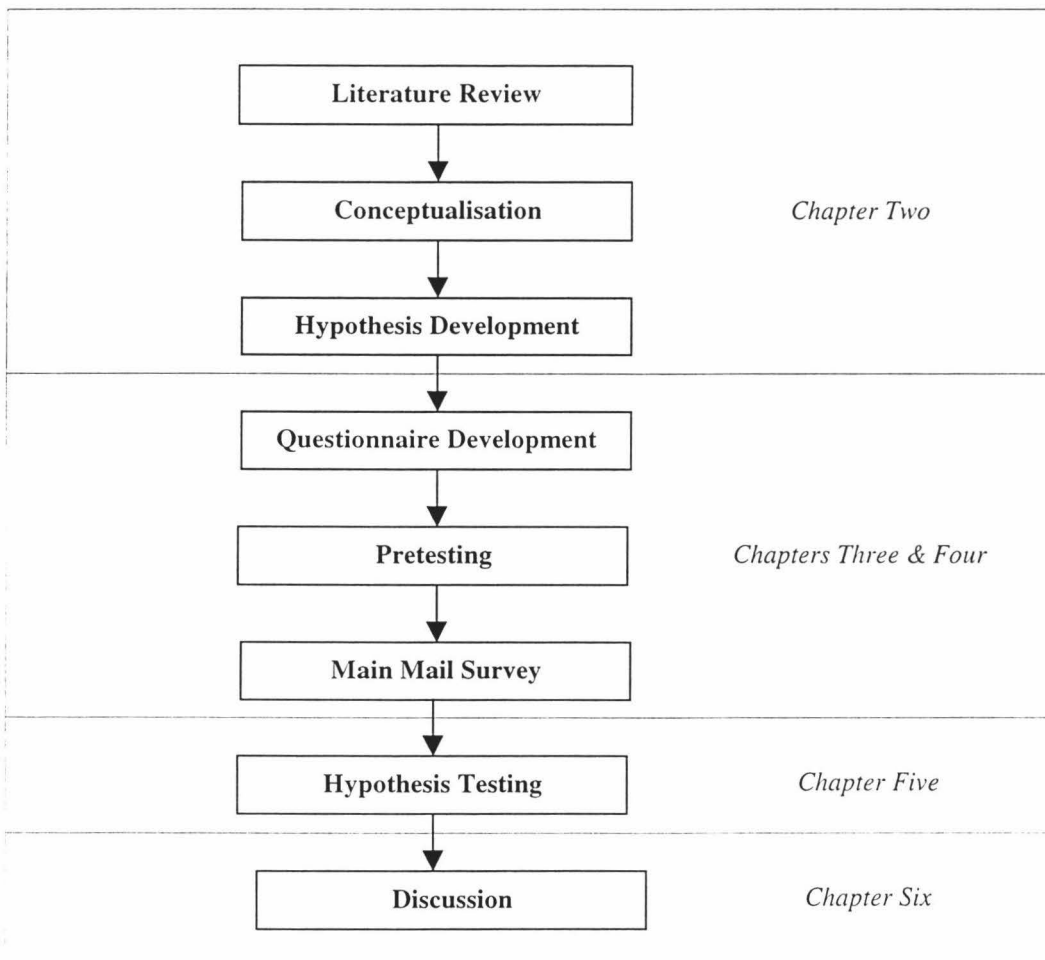 Literature Review
Conceptualisation
Chapter Two
Hypothesis Development
Questionnaire Development
Pretesting
Chapters Three & Four
Main Mail Survey
Hypothesis Testing
Chapter Five
Discussion
Chapter Six